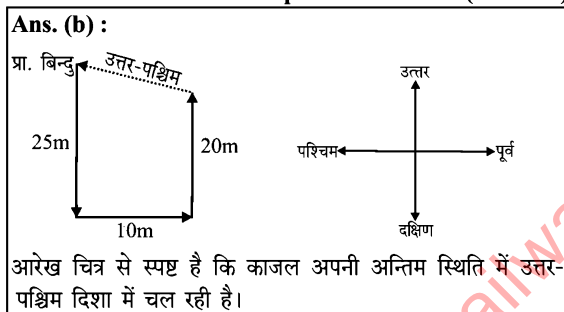 Ans. (b) :
प्रा. बिन्दु
उत्तर-पश्चिम
25m
20m
10m
उत्तर
पश्चिम
पूर्व
दक्षिण
आरेख चित्र से स्पष्ट है कि काजल अपनी अन्तिम स्थिति में उत्तर-
पश्चिम दिशा में चल रही है।